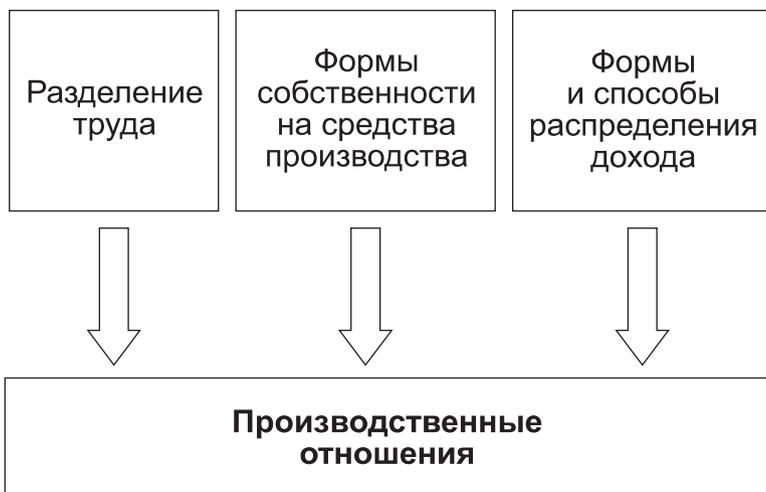 Разделение
труда
Формы
собственности
на средства
производства
Формы
и способы
распределения
дохода
Производственные
отношения